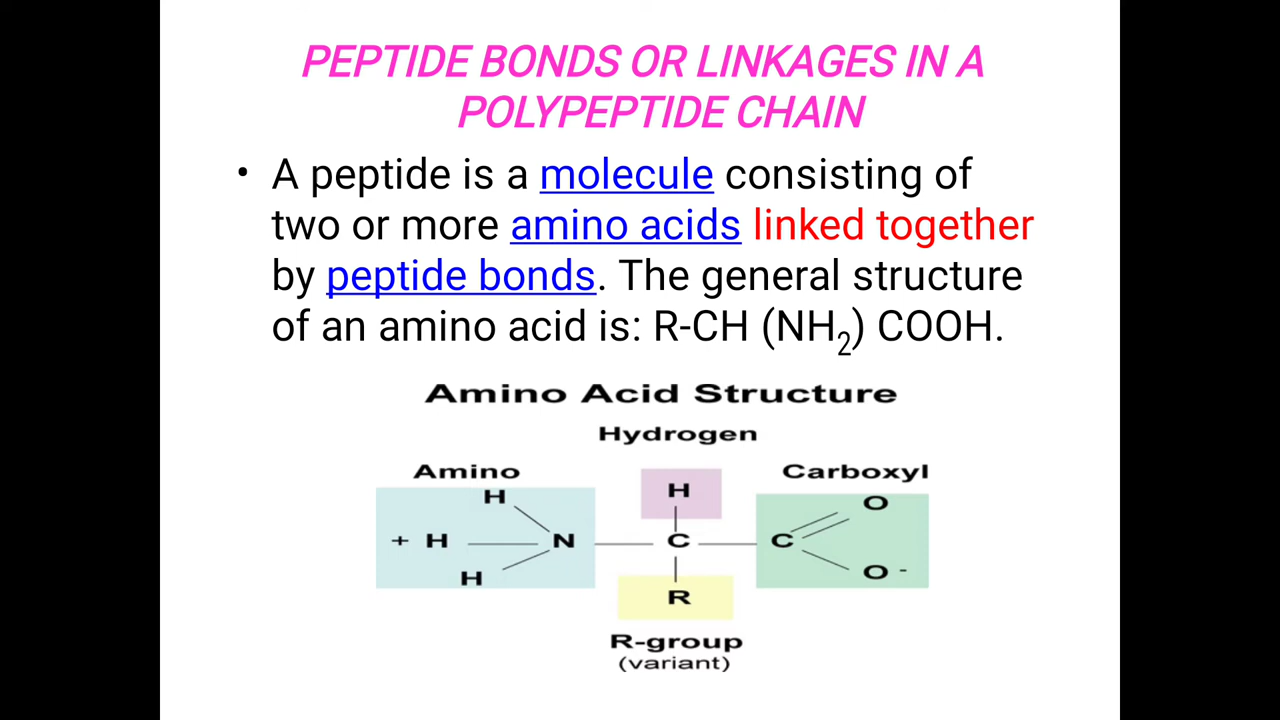 PEPTIDE BONDS OR LINKAGES IN A
POLYPEPTIDE CHAIN
• A peptide is a molecule consisting of
two or more amino acids linked together
by peptide bonds. The general structure
of an amino acid is: R-CH (NH₂) COOH.
Amino Acid Structure
Hydrogen
Amino
Carboxyl
H
H
O
+ H
N
C
C
H
O -
R
R-group
(variant)